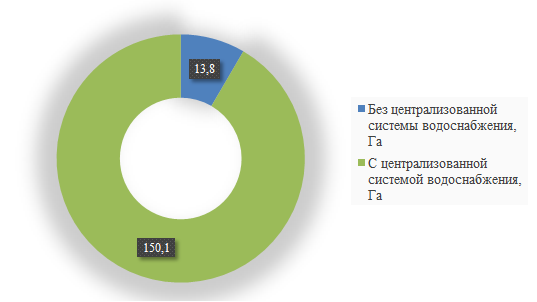 13,8
Без централизованной
системы водоснабжения,
Га
С централизованной
системой водоснабжения,
Га
150,1